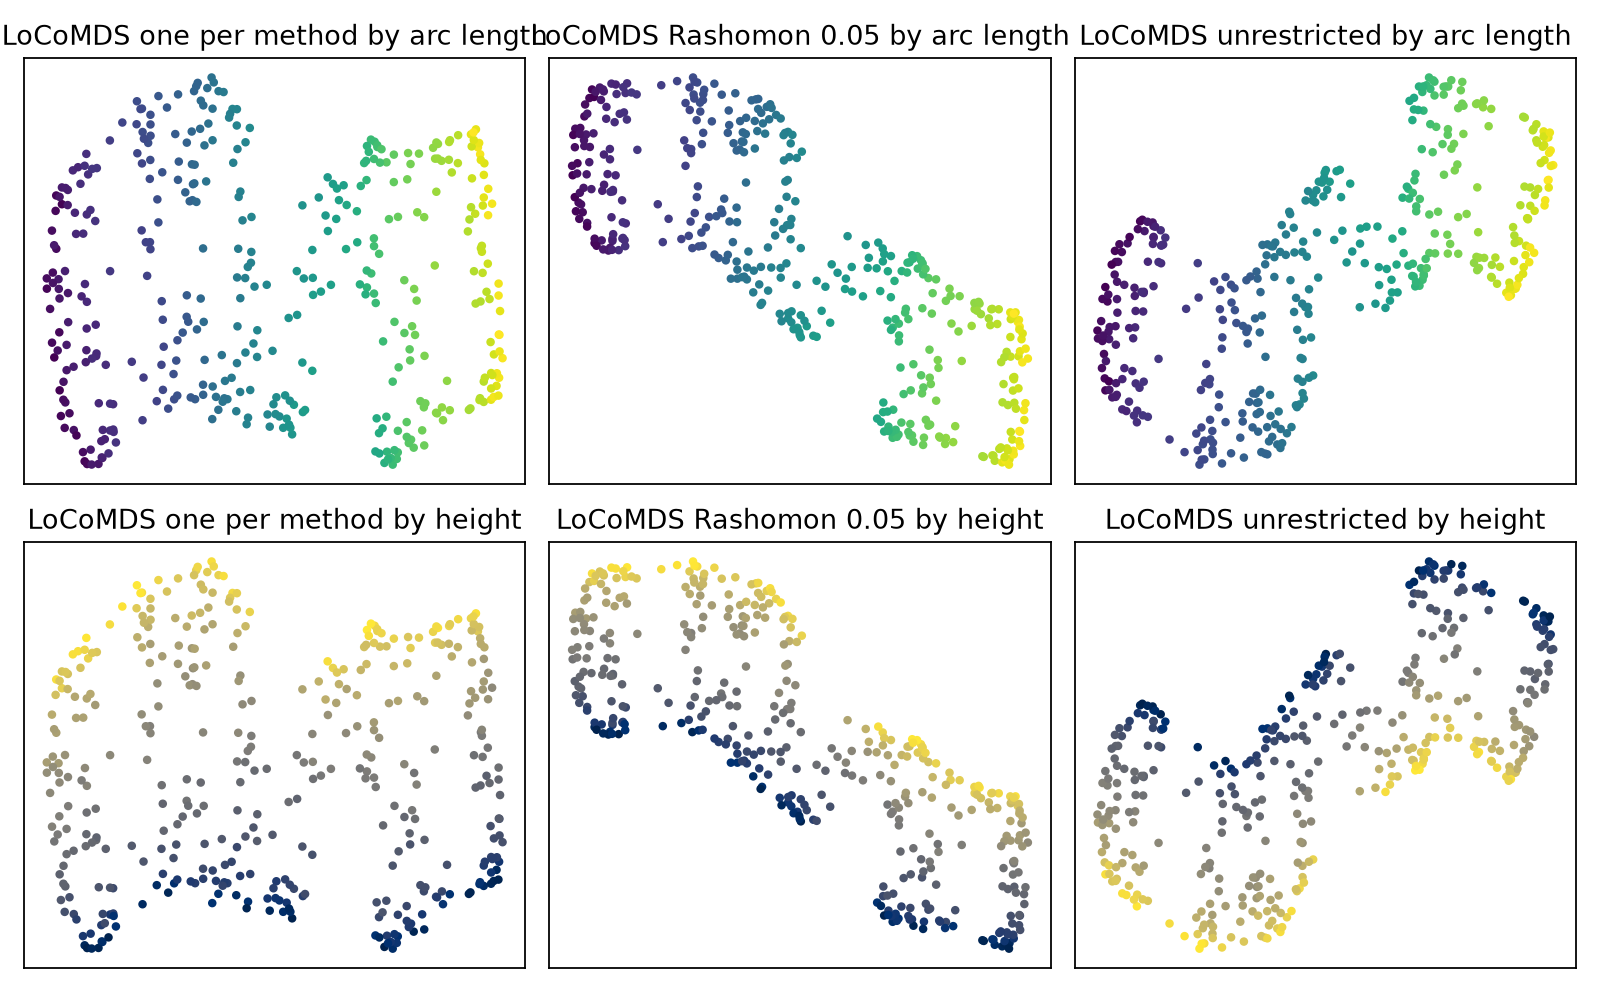 LoCoMDS one per method by arc length
LoCoMDS Rashomon 0.05 by arc length
LoCoMDS unrestricted by arc length
LoCoMDS one per method by height
LoCoMDS Rashomon 0.05 by height
LoCoMDS unrestricted by height